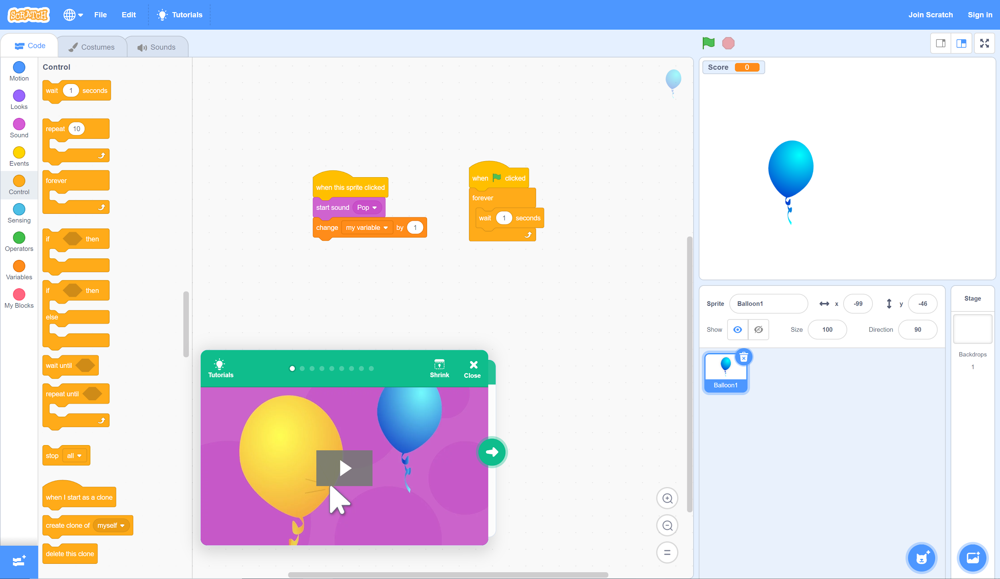 SCRATCH
File
Edit
Tutorials
Join Scratch
Sign in
Code
Costumes
Sounds
Motion
Looks
Sound
Events
Control
Sensing
Operators
Variables
My Blocks
Control
wait 1 seconds
repeat 10
forever
if then
if then
else
wait until
repeat until
stop all
when I start as a clone
create clone of myself
delete this clone
when this sprite clicked
start sound Pop
change my variable by 1
when clicked
forever
wait 1 seconds
Tutorials
Shrink
Close
Score 0
Sprite Balloon1 x -99 y -46
Show Size 100 Direction 90
Balloon1
Stage
Backdrops
1